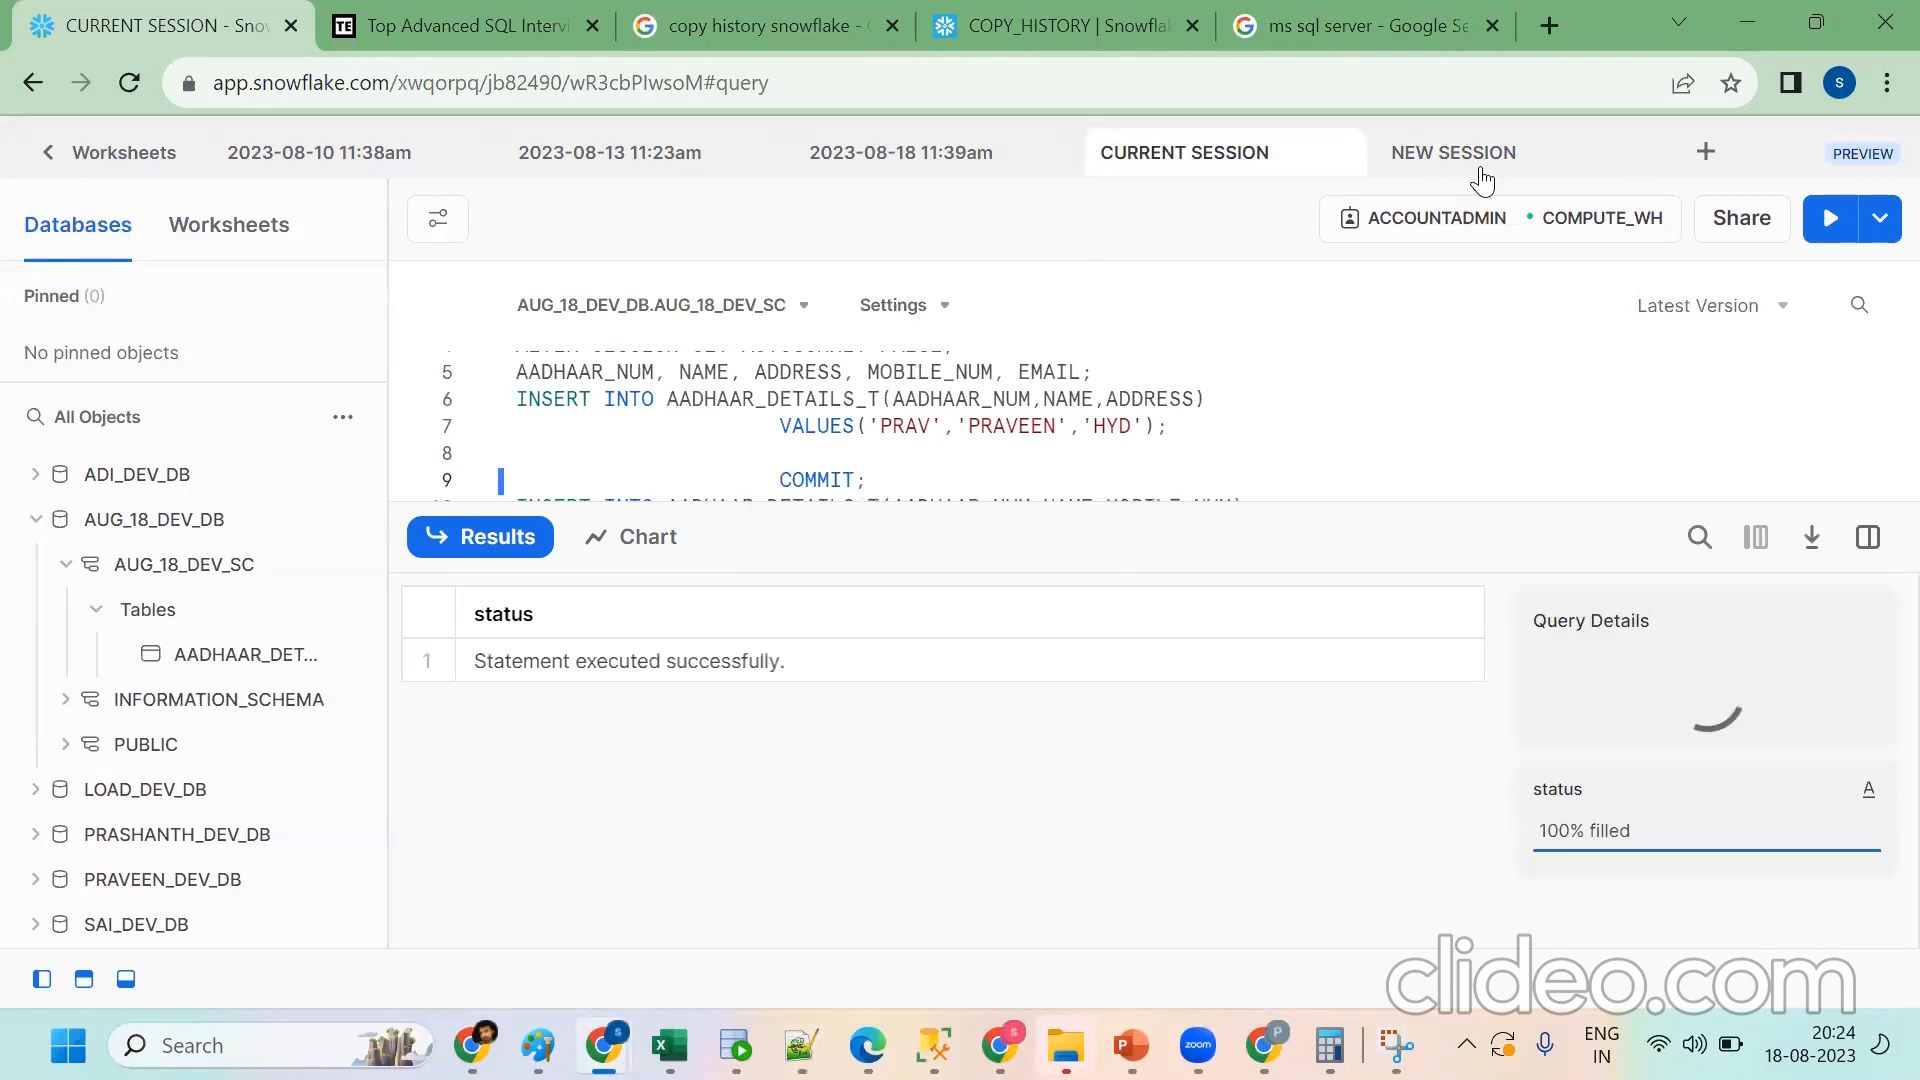 CURRENT SESSION - Snow
Top Advanced SQL Intervi
copy history snowflake -
COPY_HISTORY | Snowflak
ms sql server - Google Se
app.snowflake.com/xwqorpq/jb82490/wR3cbPIwsoM#query
S
Worksheets
2023-08-10 11:38am
2023-08-13 11:23am
2023-08-18 11:39am
CURRENT SESSION
NEW SESSION
PREVIEW
Databases
Worksheets
ACCOUNTADMIN
COMPUTE_WH
Share
Pinned (0)
No pinned objects
AUG_18_DEV_DB.AUG_18_DEV_SC
Settings
Latest Version
5 AADHAAR_NUM, NAME, ADDRESS, MOBILE_NUM, EMAIL;
6 INSERT INTO AADHAAR_DETAILS_T(AADHAAR_NUM,NAME,ADDRESS)
7 VALUES('PRAV','PRAVEEN','HYD');
8
9 COMMIT;
All Objects
ADI_DEV_DB
AUG_18_DEV_DB
AUG_18_DEV_SC
Tables
AADHAAR_DET...
INFORMATION_SCHEMA
PUBLIC
LOAD_DEV_DB
PRASHANTH_DEV_DB
PRAVEEN_DEV_DB
SAI_DEV_DB
Results
Chart
status
1 Statement executed successfully.
Query Details
status
A
100% filled
clideo.com
Search
zoom
ENG
IN
20:24
18-08-2023